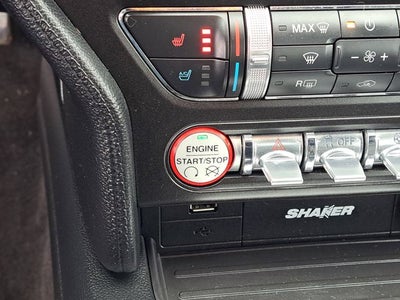 MAX
R
ENGINE
START/STOP
OFF
SHAKER